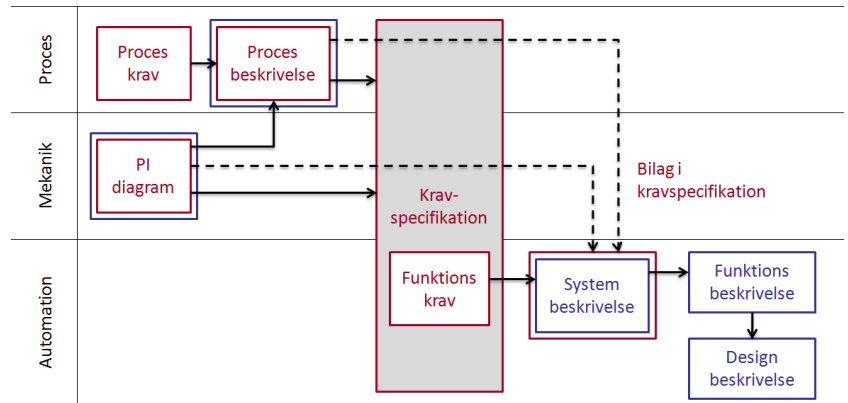 Proces
Proces
krav
Proces
beskrivelse
Mekanik
PI
diagram
Krav-
specifikation
Bilag i
kravspecifikation
Automation
Funktions
krav
System
beskrivelse
Funktions
beskrivelse
Design
beskrivelse